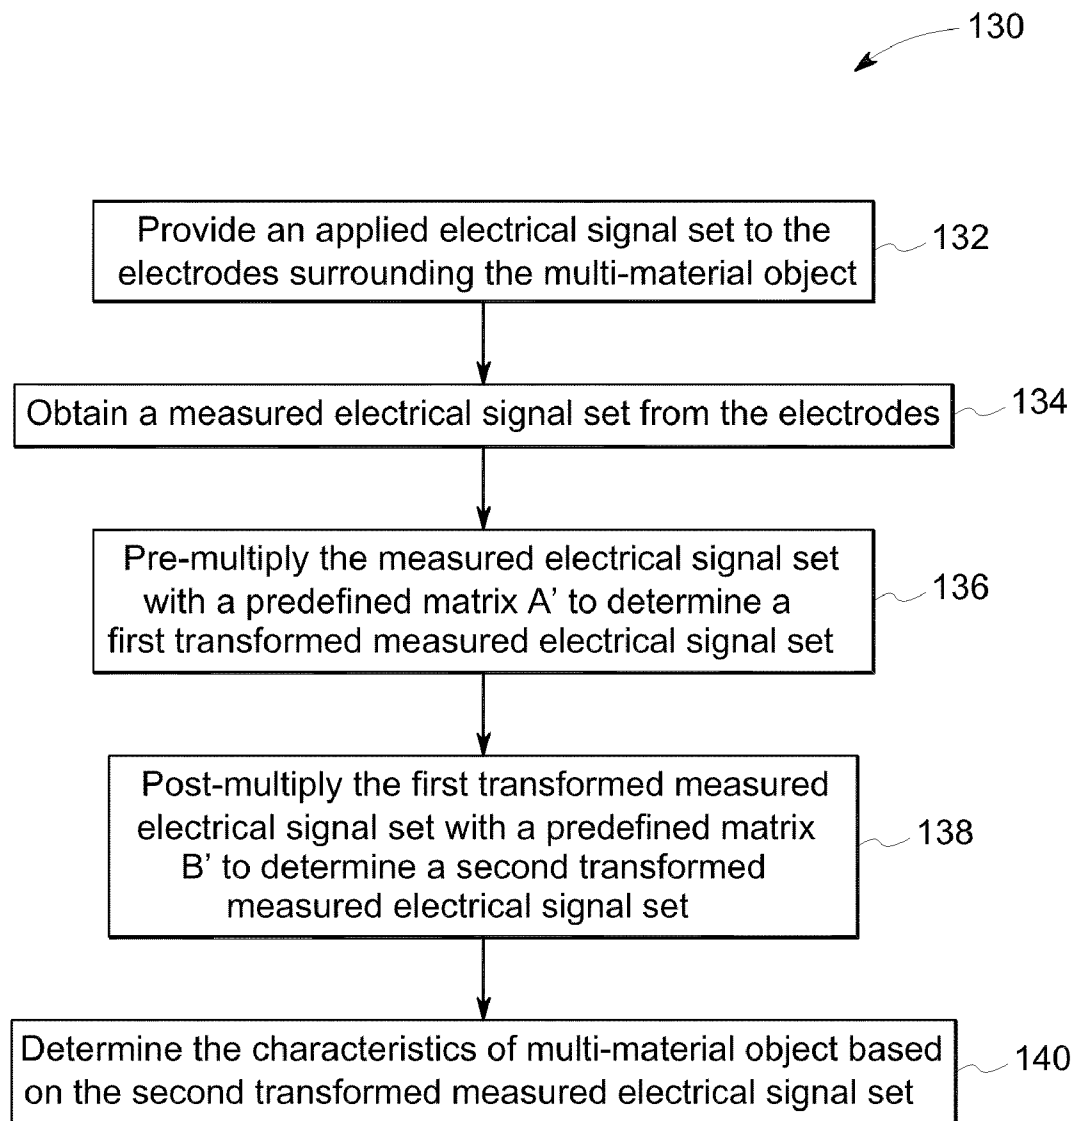 130
Provide an applied electrical signal set to the
electrodes surrounding the multi-material object
132
Obtain a measured electrical signal set from the electrodes
134
Pre-multiply the measured electrical signal set
with a predefined matrix A’ to determine a
first transformed measured electrical signal set
136
Post-multiply the first transformed measured
electrical signal set with a predefined matrix
B’ to determine a second transformed
measured electrical signal set
138
Determine the characteristics of multi-material object based
on the second transformed measured electrical signal set
140